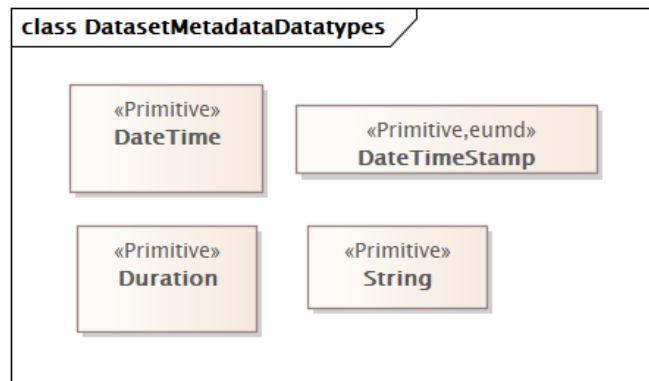 class DatasetMetadataDatatypes
«Primitive»
DateTime
«Primitive,eumd»
DateTimeStamp
«Primitive»
Duration
«Primitive»
String